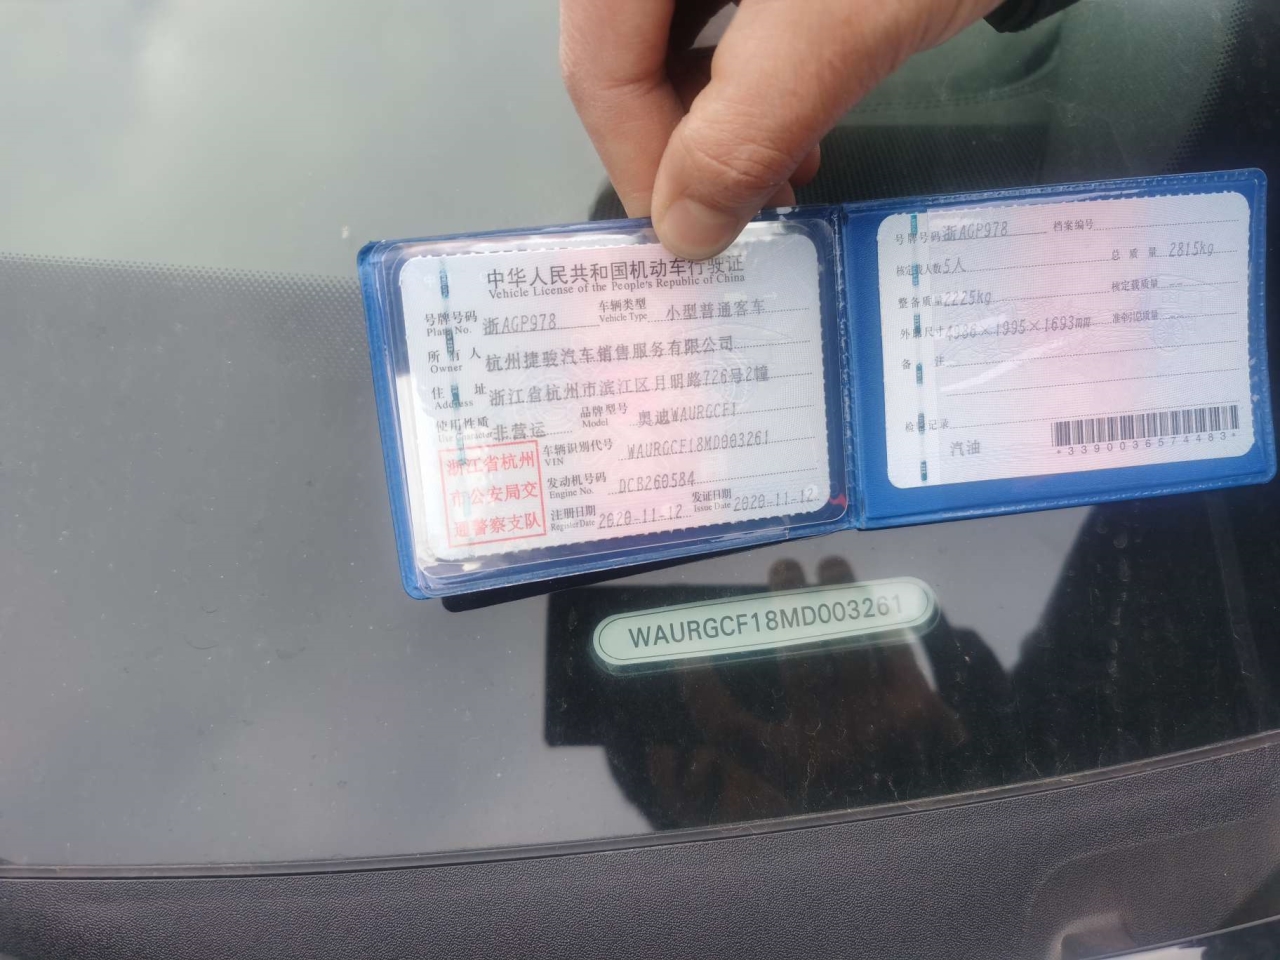 中华人民共和国机动车行驶证
Vehicle License of the People's Republic of China
号牌号码 浙AGP978 车辆类型 小型普通客车
Plate No. Vehicle Type
所有人 杭州捷骏汽车销售服务有限公司
Owner
住址 浙江省杭州市滨江区月明路726号2幢
Address
使用性质 非营运 品牌型号 奥迪WAURGCF1
Use Character Model
浙江省杭州
市公安局交
通警察支队
车辆识别代号 WAURGCF18MD003261
VIN
发动机号码 DCB260584
Engine No.
注册日期 2020-11-12 发证日期 2020-11-12
Register Date Issue Date
号牌号码 浙AGP978 档案编号
核定载人数 5人 总质量 2815kg
整备质量 2225kg 核定载质量 --
外廓尺寸 ×1995×1693mm 准牵引总质量 --
备注
检验记录
汽油
*3390036574483*
WAURGCF18MD003261